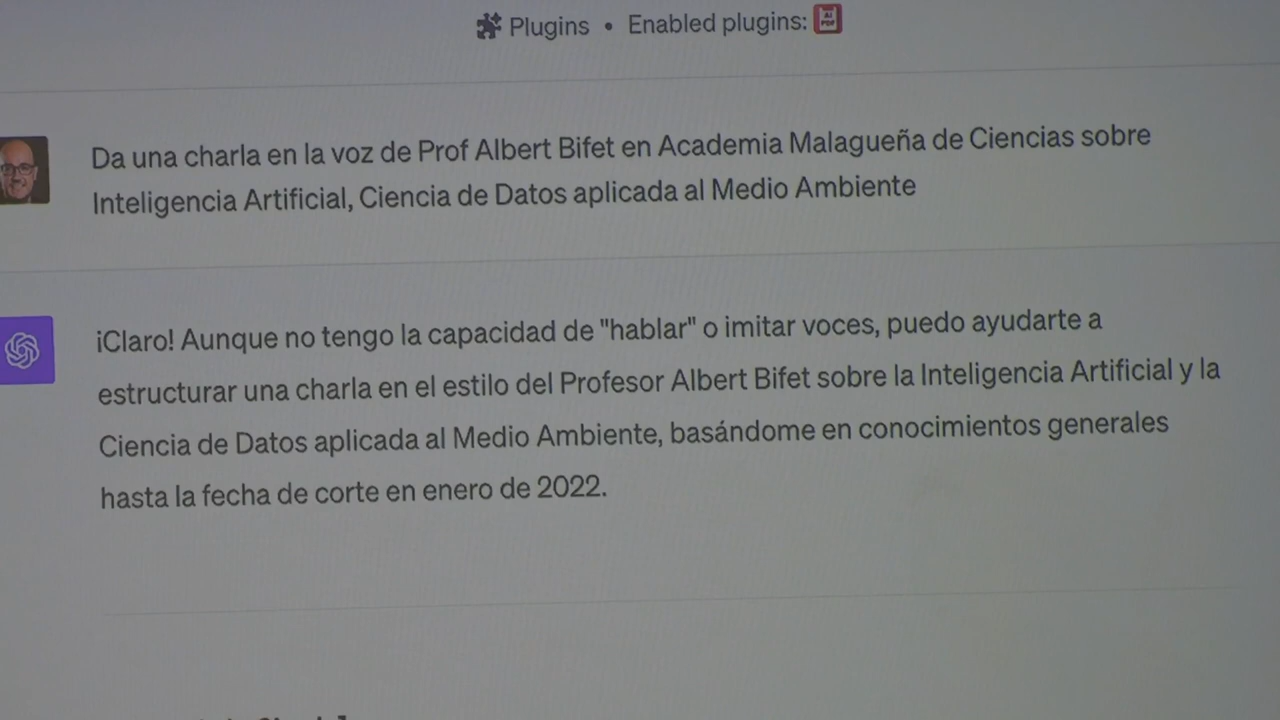 Plugins • Enabled plugins: AI PDF
Da una charla en la voz de Prof Albert Bifet en Academia Malagueña de Ciencias sobre
Inteligencia Artificial, Ciencia de Datos aplicada al Medio Ambiente
¡Claro! Aunque no tengo la capacidad de "hablar" o imitar voces, puedo ayudarte a
estructurar una charla en el estilo del Profesor Albert Bifet sobre la Inteligencia Artificial y la
Ciencia de Datos aplicada al Medio Ambiente, basándome en conocimientos generales
hasta la fecha de corte en enero de 2022.